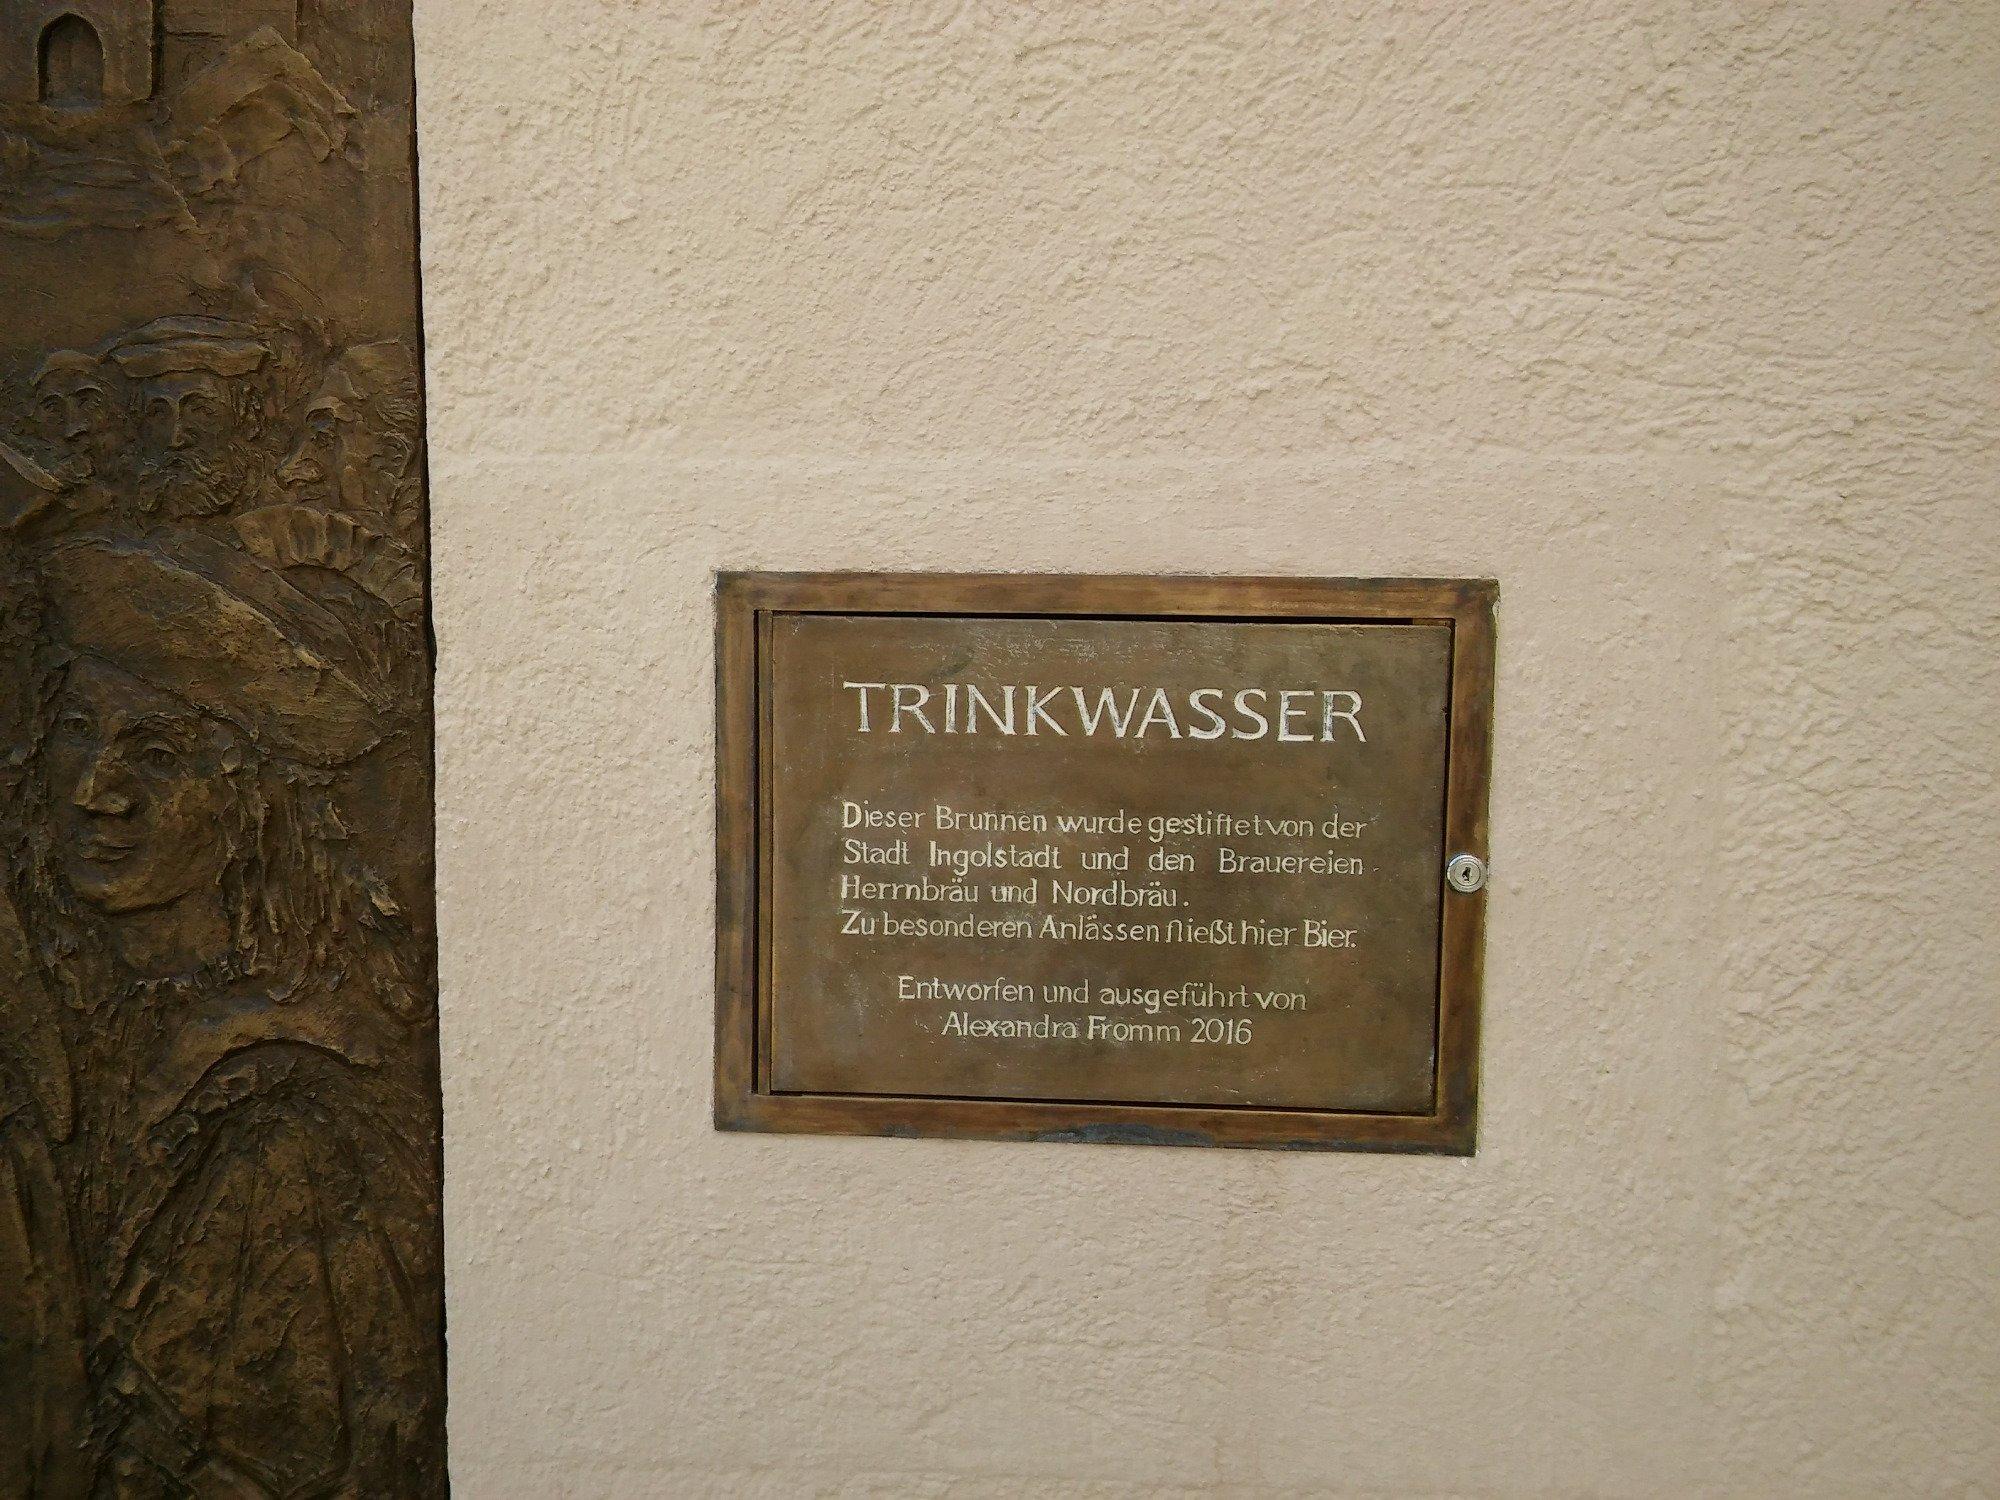 TRINKWASSER
Dieser Brunnen wurde gestiftet von der
Stadt Ingolstadt und den Brauereien
Herrnbräu und Nordbräu.
Zu besonderen Anlässen fließt hier Bier.
Entworfen und ausgeführt von
Alexandra Fromm 2016